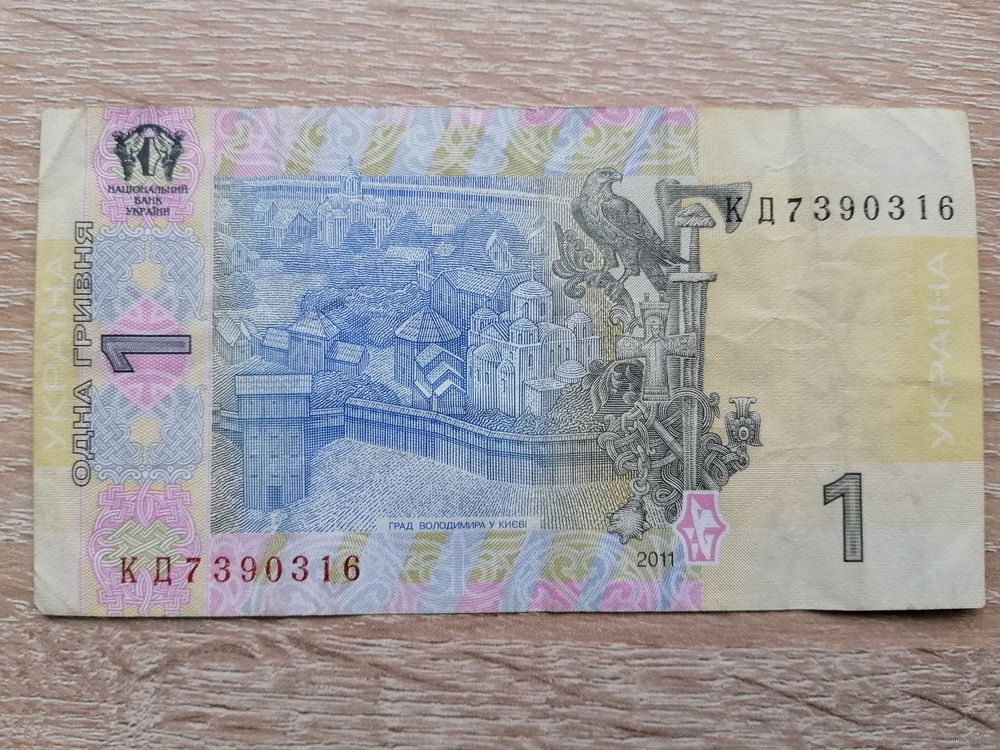 НАЦІОНАЛЬНИЙ
БАНК
УКРАЇНИ
КД7390316
УКРАЇНА
ОДНА ГРИВНЯ
1
УКРАЇНА
ГРАД ВОЛОДИМИРА У КИЄВІ
2011
1
КД7390316